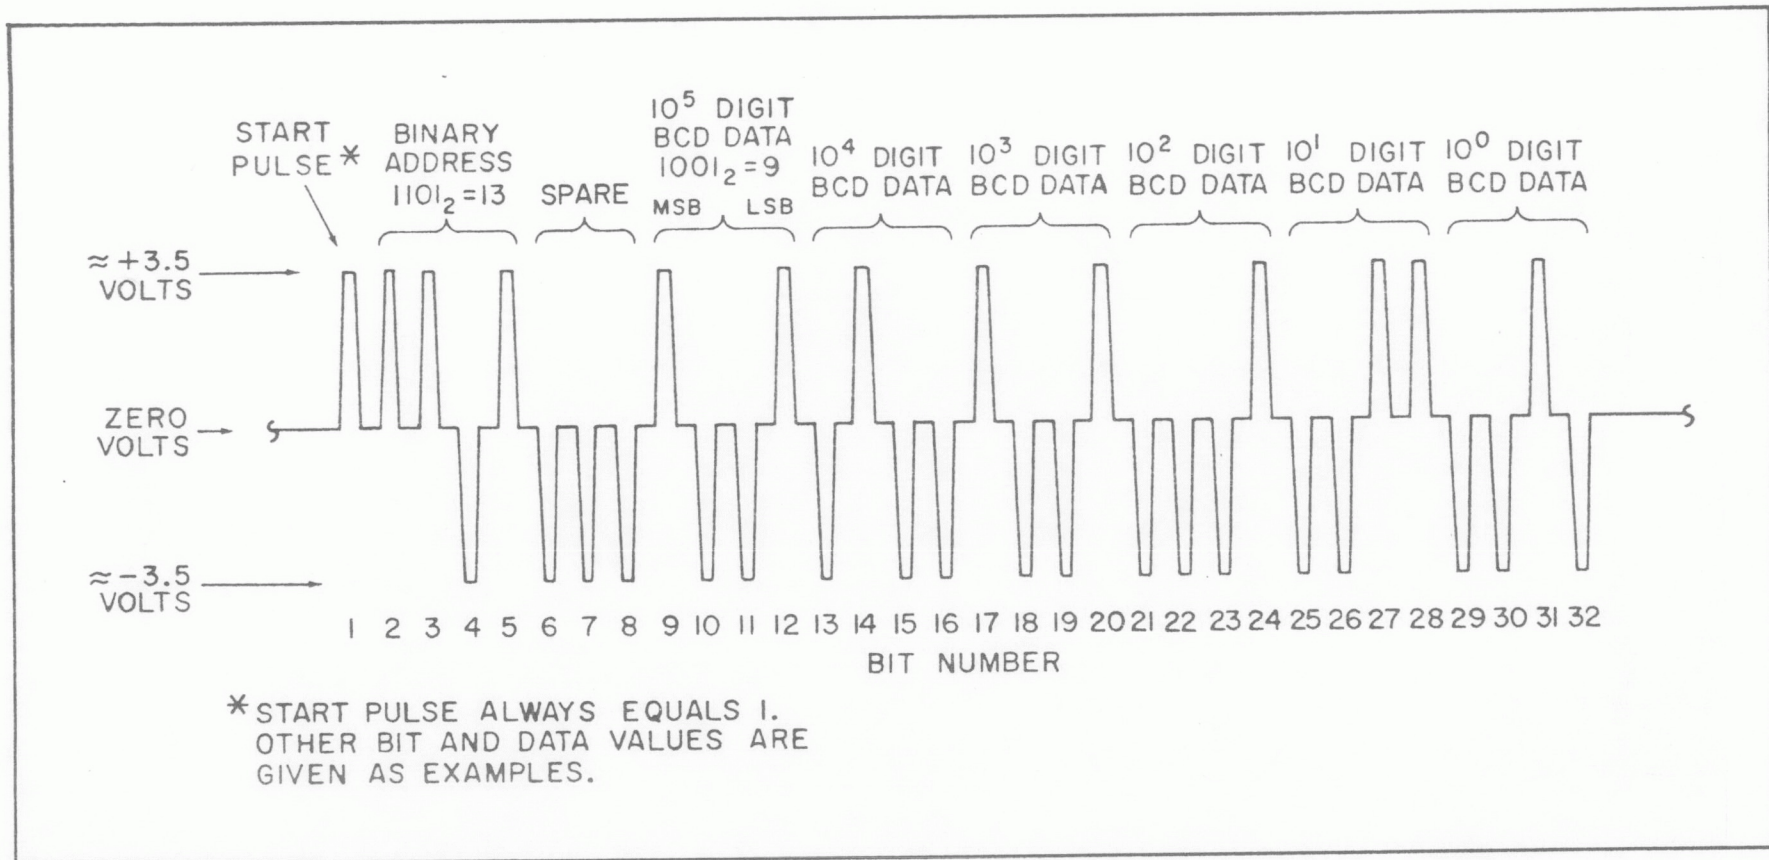 START
PULSE*
BINARY
ADDRESS
1101₂=13
SPARE
10⁵ DIGIT
BCD DATA
1001₂=9
MSB LSB
10⁴ DIGIT
BCD DATA
10³ DIGIT
BCD DATA
10² DIGIT
BCD DATA
10¹ DIGIT
BCD DATA
10⁰ DIGIT
BCD DATA
≈+3.5
VOLTS
ZERO
VOLTS
≈-3.5
VOLTS
1 2 3 4 5 6 7 8 9 10 11 12 13 14 15 16 17 18 19 20 21 22 23 24 25 26 27 28 29 30 31 32
BIT NUMBER
*START PULSE ALWAYS EQUALS 1.
OTHER BIT AND DATA VALUES ARE
GIVEN AS EXAMPLES.